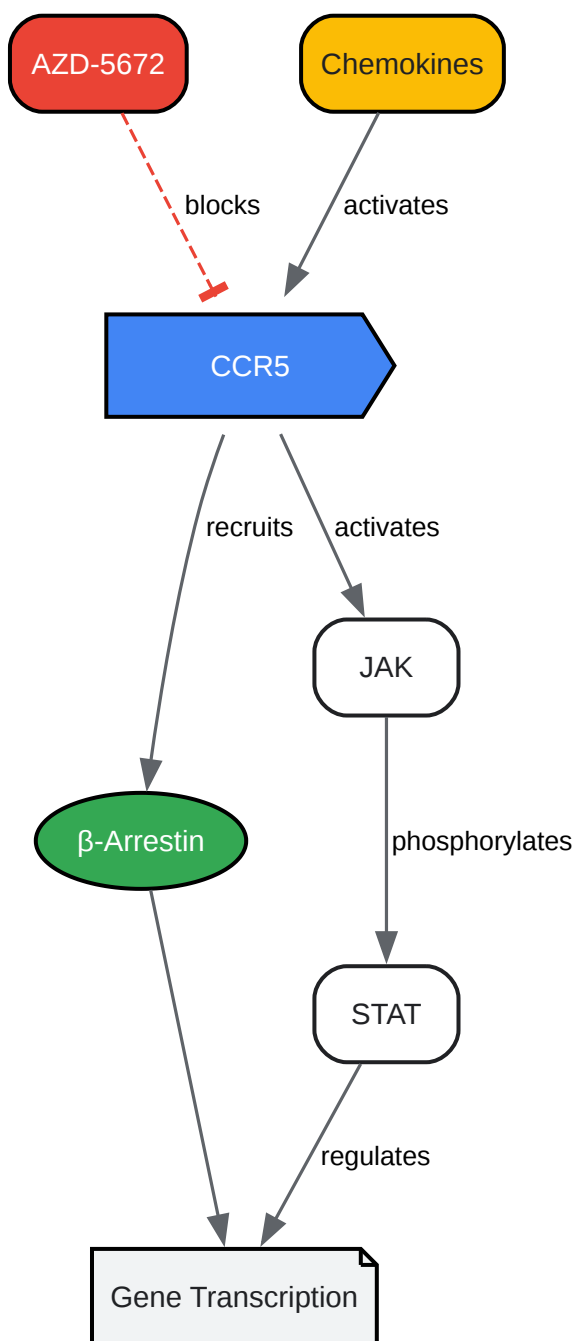 AZD-5672
Chemokines
blocks
activates
CCR5
recruits
activates
JAK
β-Arrestin
phosphorylates
STAT
regulates
Gene Transcription